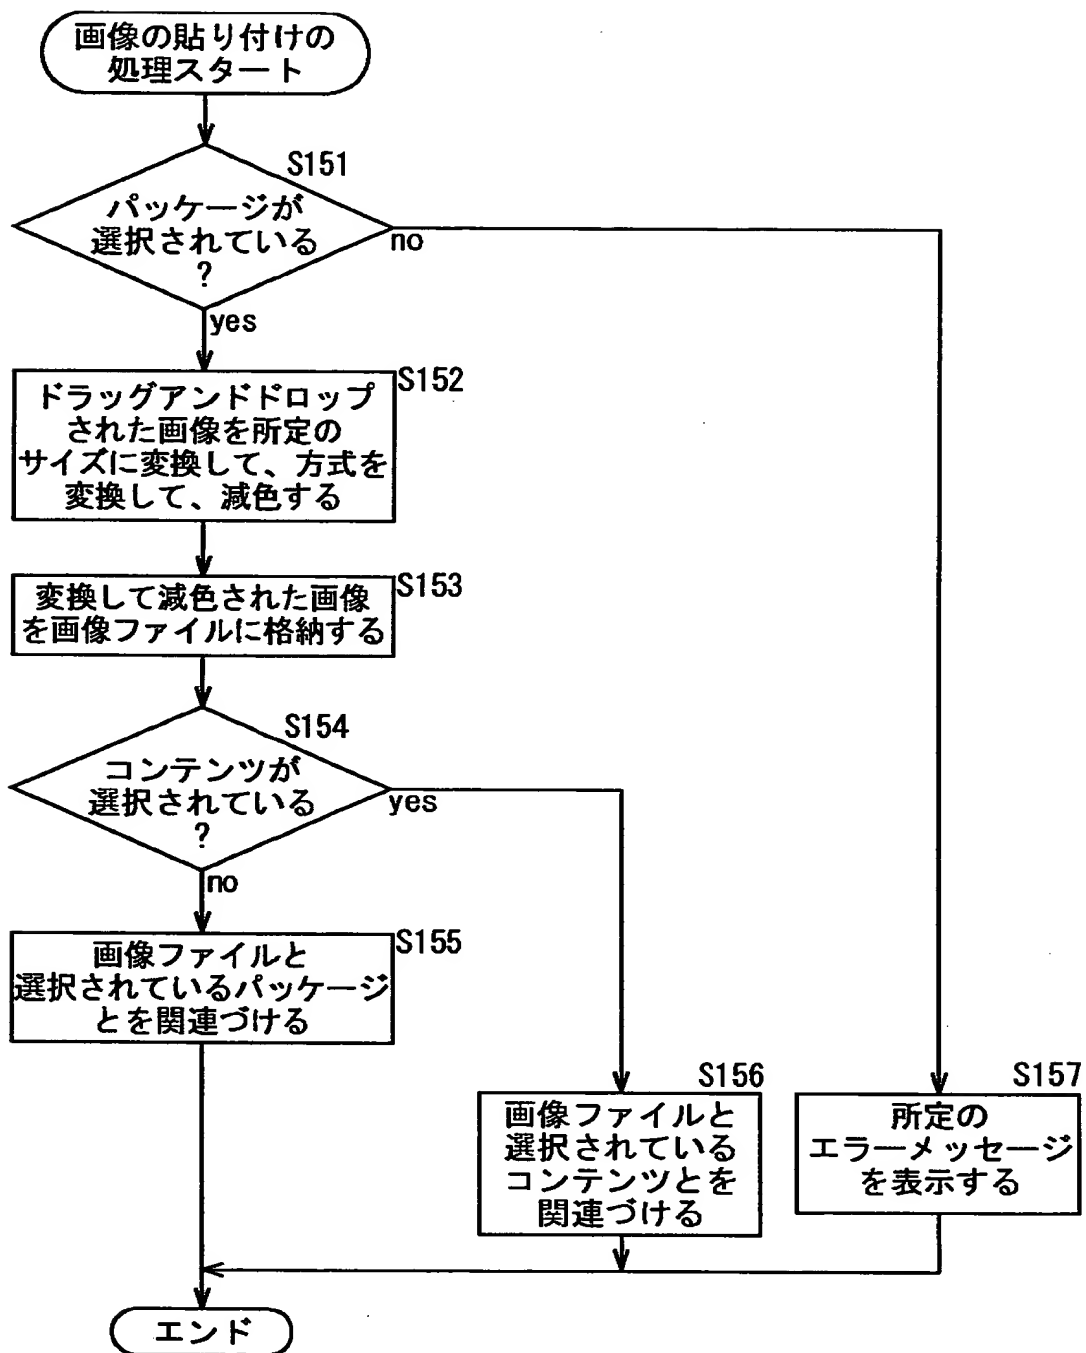 画像の貼り付けの
処理スタート
S151
パッケージが
選択されている
?
no
yes
S152
ドラッグアンドドロップ
された画像を所定の
サイズに変換して、方式を
変換して、減色する
S153
変換して減色された画像
を画像ファイルに格納する
S154
コンテンツが
選択されている
?
yes
no
S155
画像ファイルと
選択されているパッケージ
とを関連づける
S156
画像ファイルと
選択されている
コンテンツとを
関連づける
S157
所定の
エラーメッセージ
を表示する
エンド